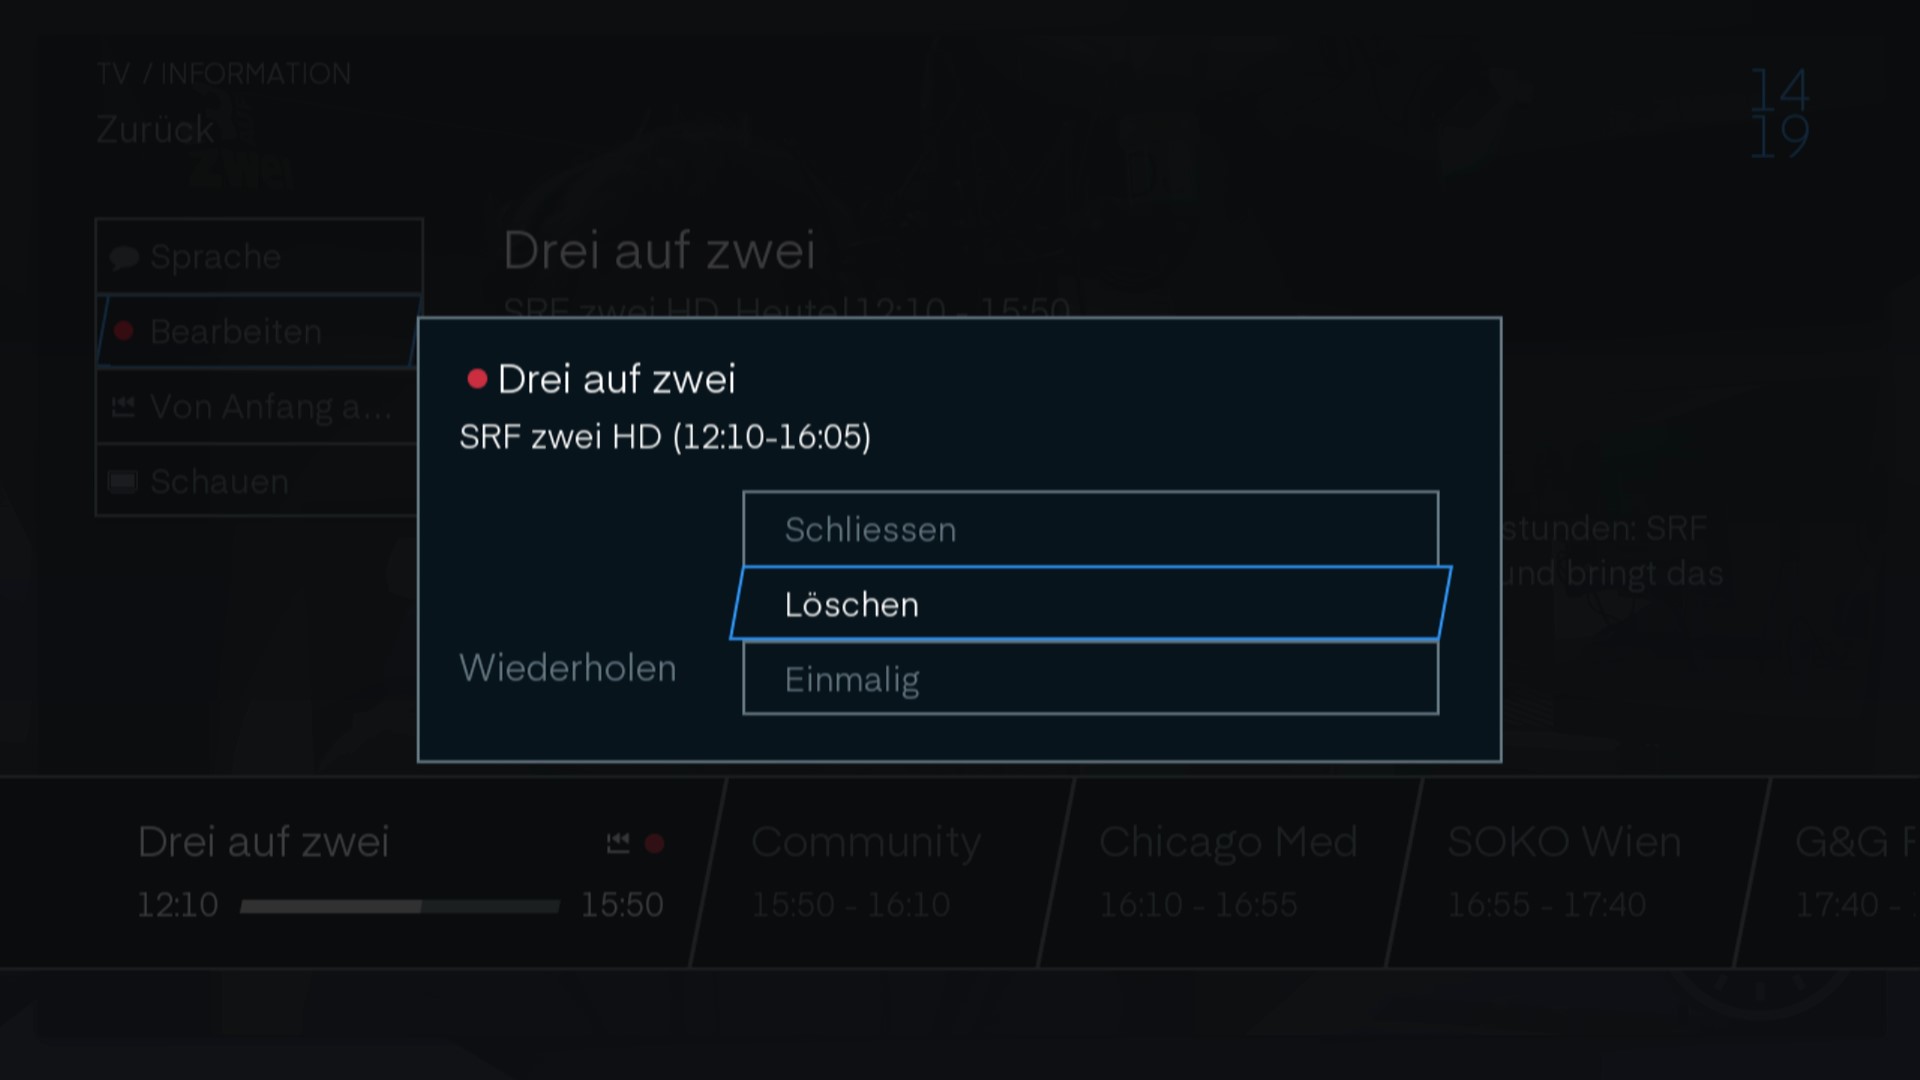 TV / INFORMATION
Zurück
zwei
14
19
Sprache
Bearbeiten
Von Anfang a...
Schauen
Drei auf zwei
SRF zwei HD, Heute | 12:10 - 15:50
Drei auf zwei
SRF zwei HD (12:10-16:05)
Schliessen
Löschen
Wiederholen
Einmalig
stunden: SRF
und bringt das
Drei auf zwei
12:10
15:50
Community
15:50 - 16:10
Chicago Med
16:10 - 16:55
SOKO Wien
16:55 - 17:40
G&G
17:40 -